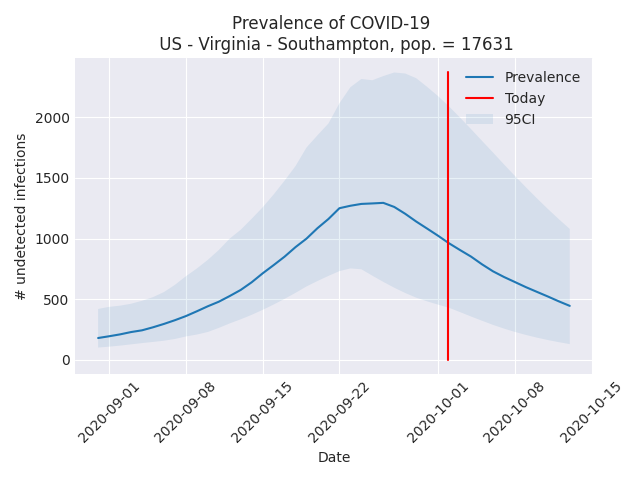 Prevalence of COVID-19
US - Virginia - Southampton, pop. = 17631
Prevalence
Today
95CI
# undetected infections
2000
1500
1000
500
0
2020-09-01
2020-09-08
2020-09-15
2020-09-22
2020-10-01
2020-10-08
2020-10-15
Date